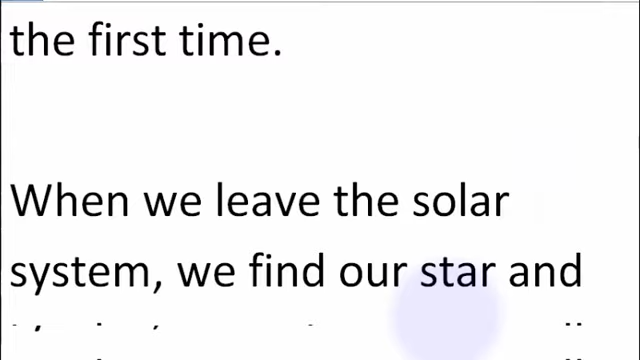 the first time.
When we leave the solar
system, we find our star and